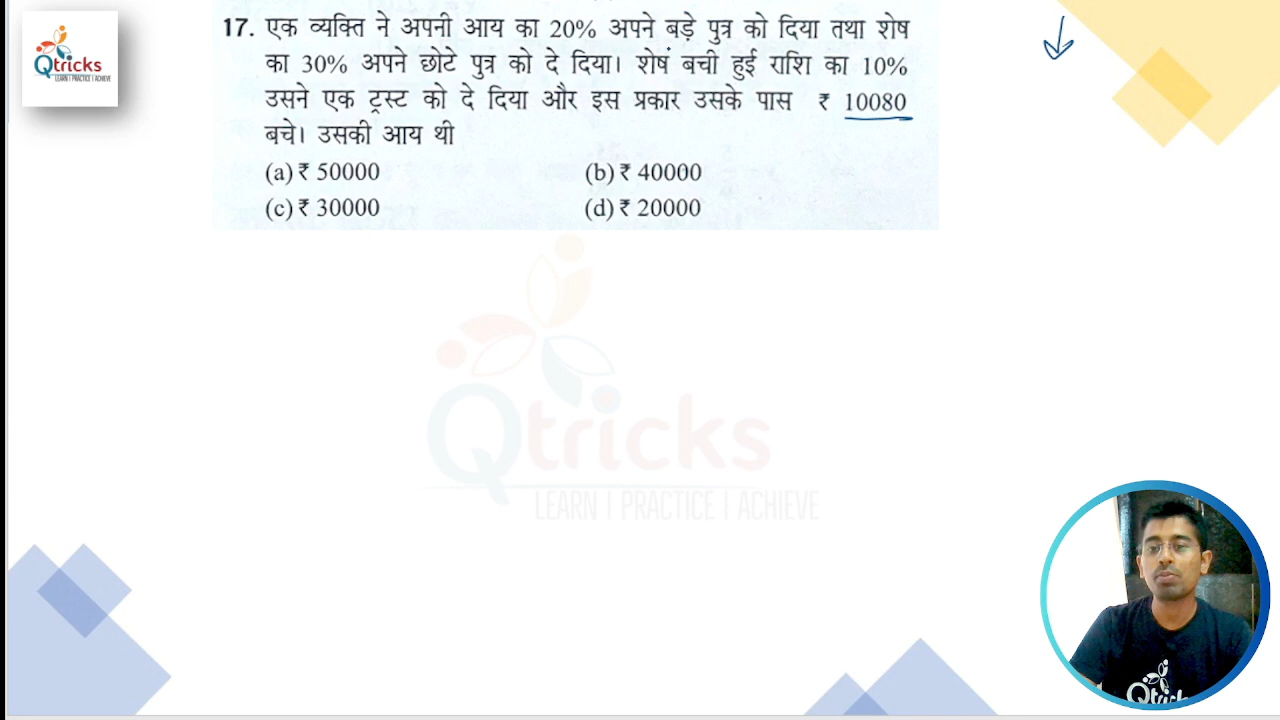 Qtricks
LEARN | PRACTICE | ACHIEVE
17. एक व्यक्ति ने अपनी आय का 20% अपने बड़े पुत्र को दिया तथा शेष
का 30% अपने छोटे पुत्र को दे दिया। शेष बची हुई राशि का 10%
उसने एक ट्रस्ट को दे दिया और इस प्रकार उसके पास ₹ 10080
बचे। उसकी आय थी
(a) ₹ 50000 (b) ₹ 40000
(c) ₹ 30000 (d) ₹ 20000
Qtricks
LEARN | PRACTICE | ACHIEVE